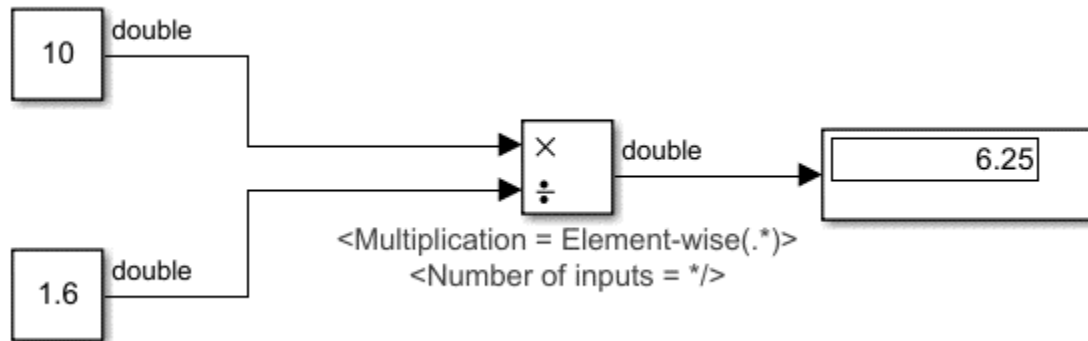 10
double
×
÷
double
6.25
<Multiplication = Element-wise(.*)>
<Number of inputs = */>
1.6
double